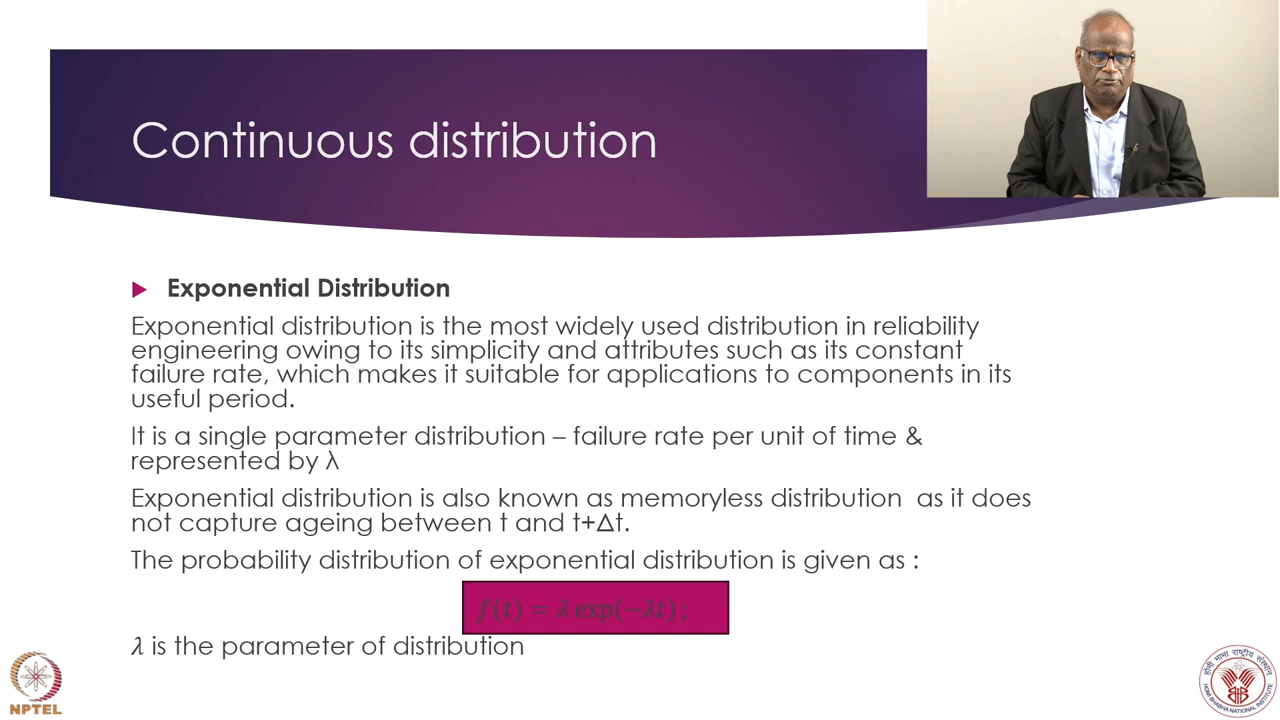 Continuous distribution
Exponential Distribution
Exponential distribution is the most widely used distribution in reliability
engineering owing to its simplicity and attributes such as its constant
failure rate, which makes it suitable for applications to components in its
useful period.
It is a single parameter distribution – failure rate per unit of time &
represented by λ
Exponential distribution is also known as memoryless distribution as it does
not capture ageing between t and t+Δt.
The probability distribution of exponential distribution is given as :
f(t) = λ exp(−λt) ;
λ is the parameter of distribution
NPTEL
होमी भाभा राष्ट्रीय संस्थान
HOMI BHABHA NATIONAL INSTITUTE